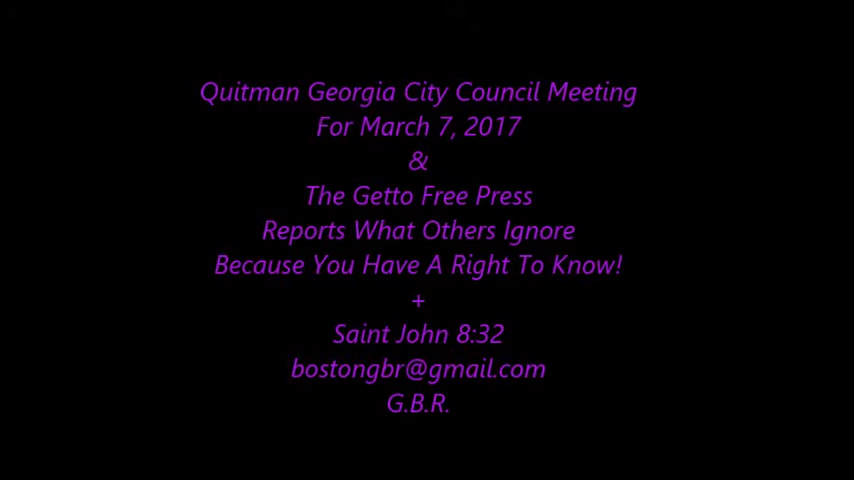 Quitman Georgia City Council Meeting
For March 7, 2017
&
The Getto Free Press
Reports What Others Ignore
Because You Have A Right To Know!
+
Saint John 8:32
bostongbr@gmail.com
G.B.R.